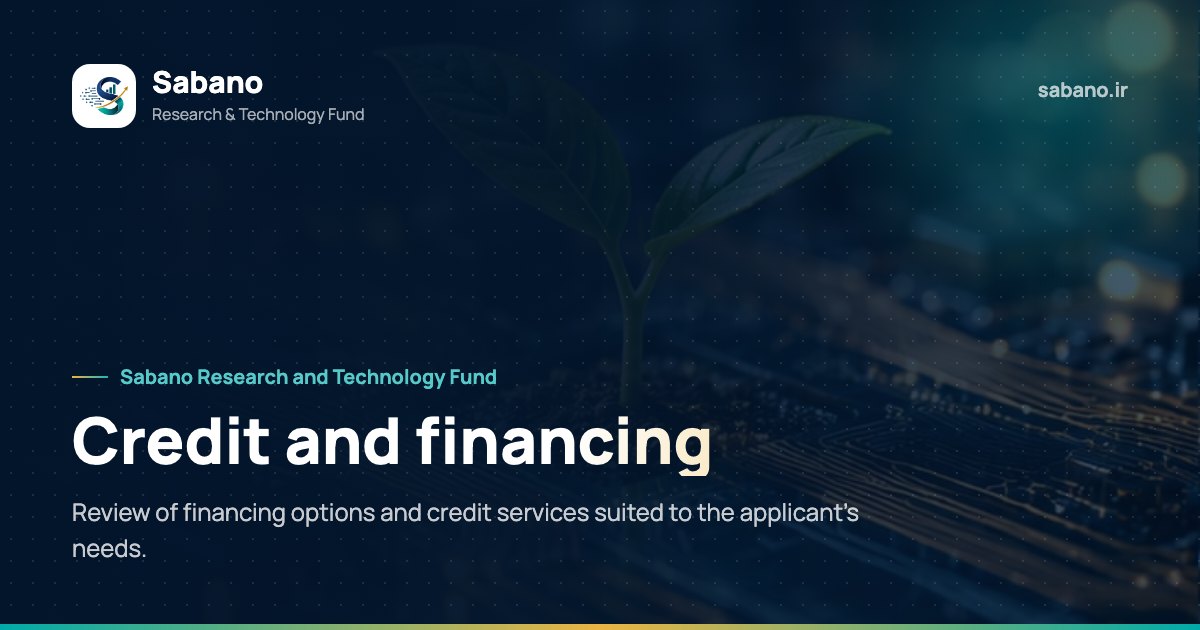 Sabano
Research & Technology Fund
sabano.ir
Sabano Research and Technology Fund
Credit and financing
Review of financing options and credit services suited to the applicant's
needs.